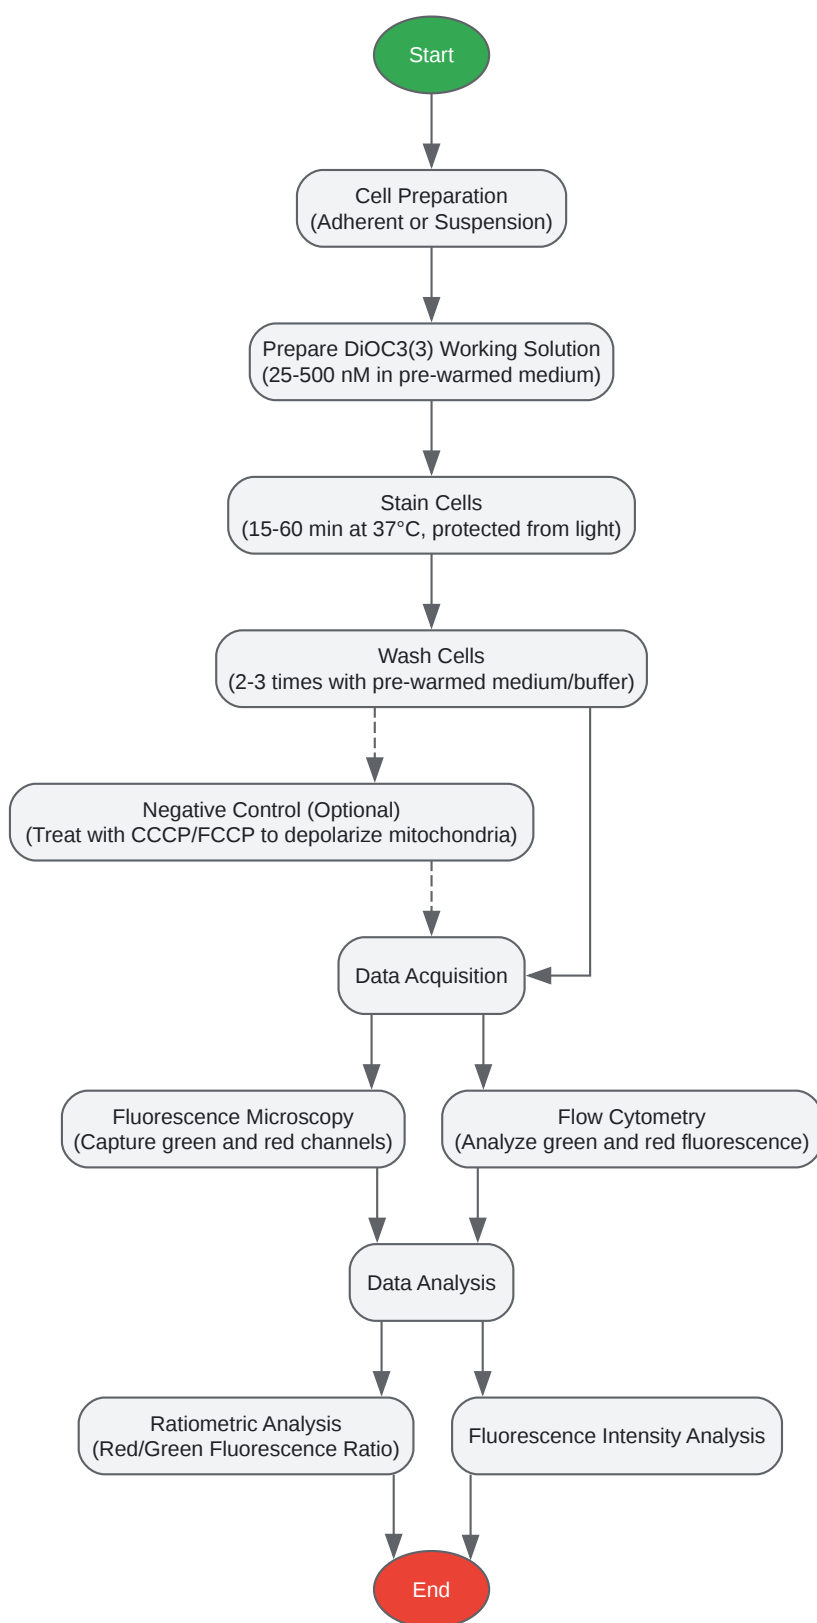 Start
Cell Preparation
(Adherent or Suspension)
Prepare DiOC3(3) Working Solution
(25-500 nM in pre-warmed medium)
Stain Cells
(15-60 min at 37°C, protected from light)
Wash Cells
(2-3 times with pre-warmed medium/buffer)
Negative Control (Optional)
(Treat with CCCP/FCCP to depolarize mitochondria)
Data Acquisition
Fluorescence Microscopy
(Capture green and red channels)
Flow Cytometry
(Analyze green and red fluorescence)
Data Analysis
Ratiometric Analysis
(Red/Green Fluorescence Ratio)
Fluorescence Intensity Analysis
End